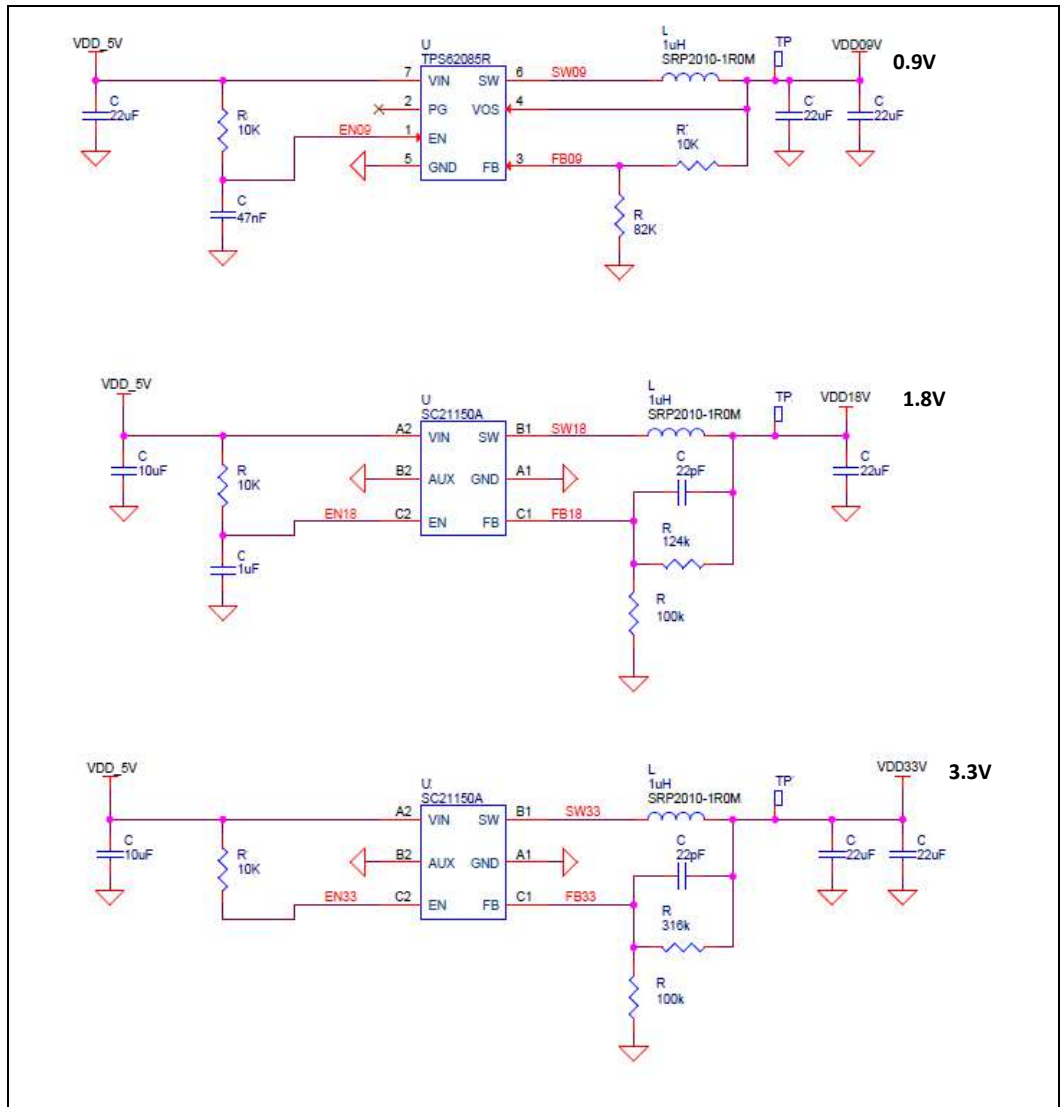 VDD_5V
C
22uF
R
10K
C
47nF
EN09
U
TPS62085R
7 VIN SW 6
2 PG VOS 4
1 EN
5 GND FB 3
SW09
FB09
L
1uH
SRP2010-1R0M
R
10K
R
82K
TP
C
22uF
VDD09V
C
22uF
0.9V
VDD_5V
C
10uF
R
10K
C
1uF
EN18
U
SC21150A
A2 VIN SW B1
B2 AUX GND A1
C2 EN FB C1
SW18
FB18
L
1uH
SRP2010-1R0M
C
22pF
R
124k
R
100k
TP
VDD18V
C
22uF
1.8V
VDD_5V
C
10uF
R
10K
EN33
U
SC21150A
A2 VIN SW B1
B2 AUX GND A1
C2 EN FB C1
SW33
FB33
L
1uH
SRP2010-1R0M
C
22pF
R
316k
R
100k
TP
C
22uF
VDD33V
C
22uF
3.3V